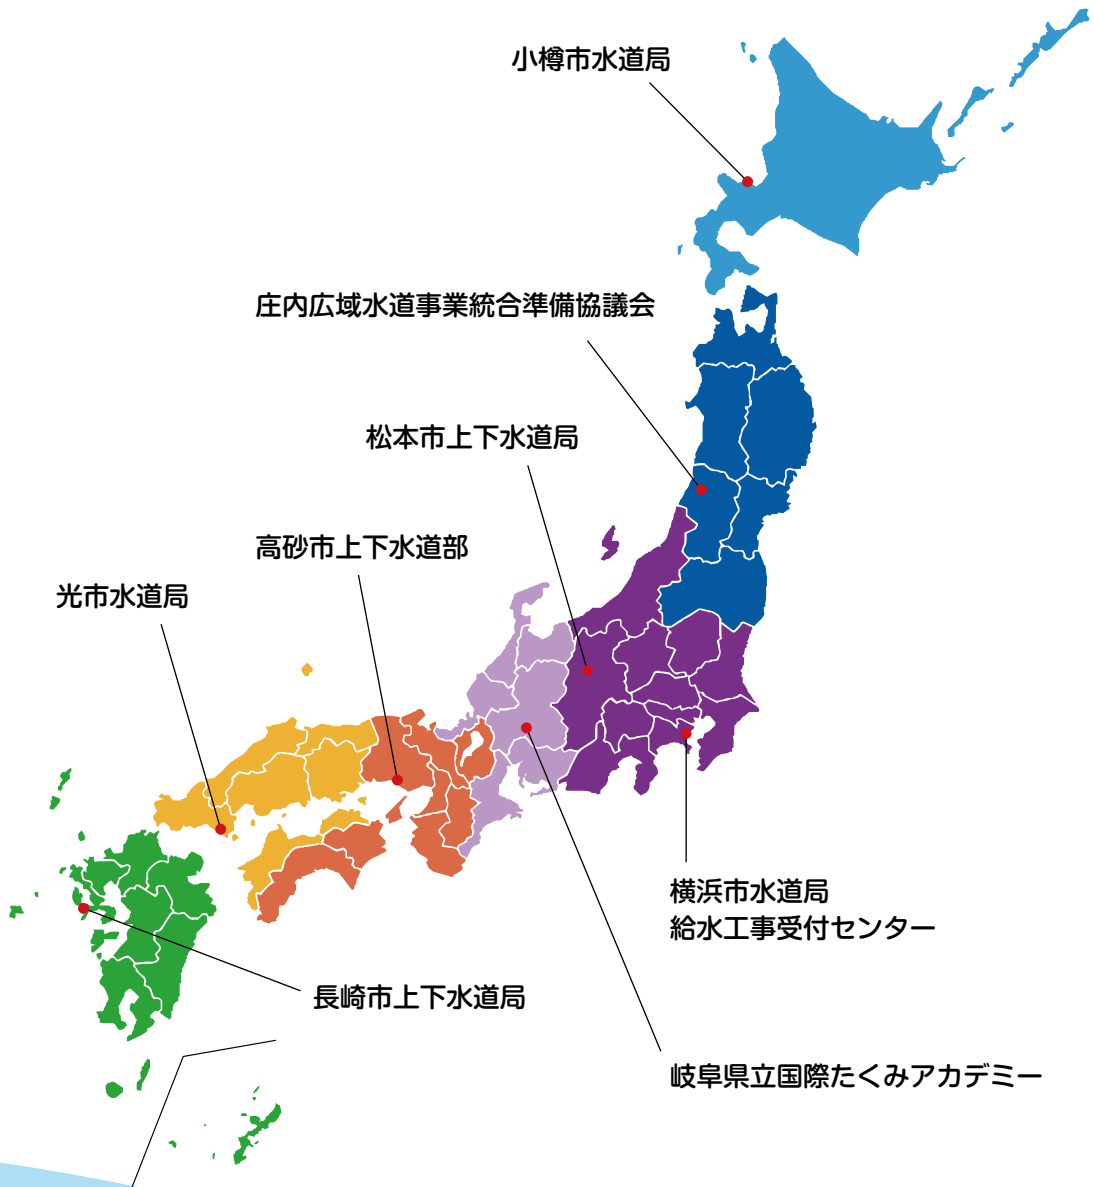 小樽市水道局
庄内広域水道事業統合準備協議会
松本市上下水道局
高砂市上下水道部
光市水道局
横浜市水道局
給水工事受付センター
長崎市上下水道局
岐阜県立国際たくみアカデミー